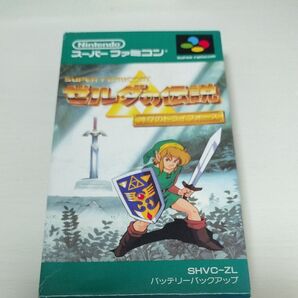 Nintendo
スーパーファミコン
SUPER FAMICOM
SUPER FAMICOM
ゼルダの伝説
神々のトライフォース
SHVC-ZL
バッテリーバックアップ